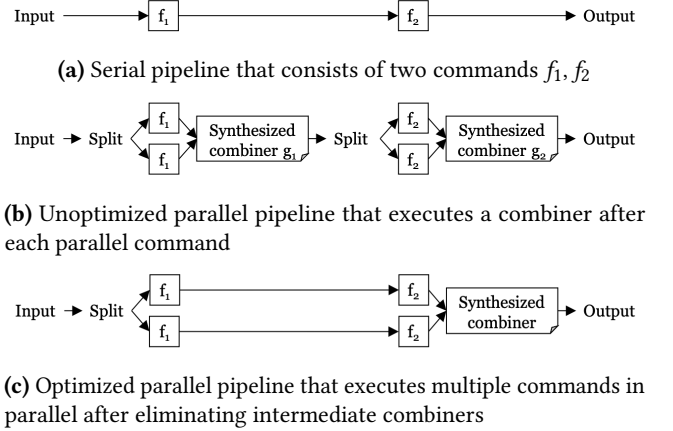 Input f₁ f₂ Output
(a) Serial pipeline that consists of two commands f₁, f₂
f₁ f₂
Input Split Synthesized combiner g₁ Split Synthesized combiner g₂ Output
f₁ f₂
(b) Unoptimized parallel pipeline that executes a combiner after
each parallel command
f₁ f₂
Input Split Synthesized combiner Output
f₁ f₂
(c) Optimized parallel pipeline that executes multiple commands in
parallel after eliminating intermediate combiners